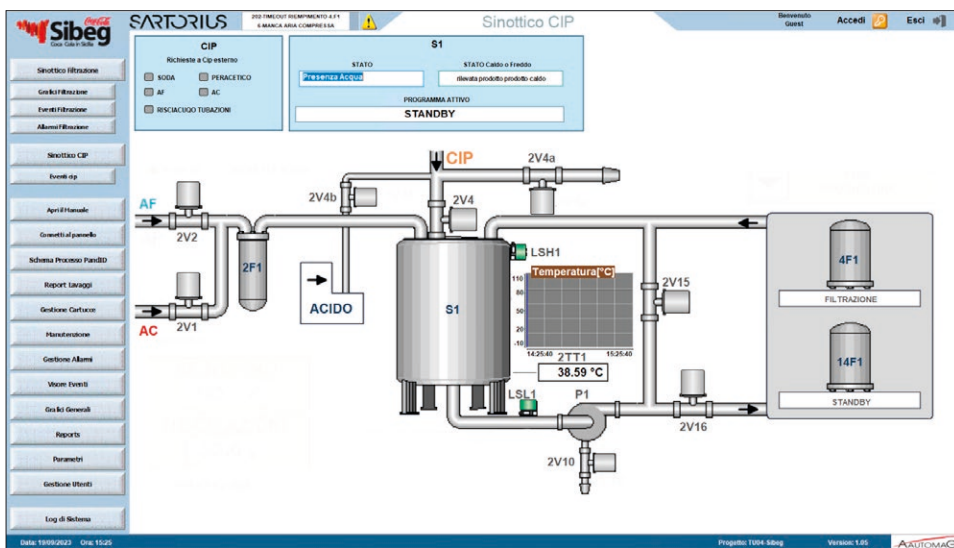 Coca-Cola
Sibeg
Coca Cola in Sicilia
SARTORIUS
202-TIMEOUT RIEMPIMENTO 4.F1
6-MANCA ARIA COMPRESSA
Sinottico CIP
Benvenuto
Guest
Accedi
Esci
Sinottico Filtrazione
Grafici Filtrazione
Eventi Filtrazione
Allarmi Filtrazione
Sinottico CIP
Eventi cip
Apri il Manuale
Connetti al pannello
Schema Processo PandID
Report Lavaggi
Gestione Cartucce
Manutenzione
Gestione Allarmi
Visore Eventi
Grafici Generali
Reports
Parametri
Gestione Utenti
Log di Sistema
CIP
Richieste a Cip esterno
SODA
PERACETICO
AF
AC
RISCIACUQO TUBAZIONI
S1
STATO
STATO Caldo o Freddo
Presenza Acqua
rilevata prodotto prodotto caldo
PROGRAMMA ATTIVO
STANDBY
CIP
2V4a
2V4b
2V4
AF
2V2
2F1
LSH1
4F1
FILTRAZIONE
Temperatura[°C]
110
80
50
20
-10
14:25:40
15:25:40
2V15
ACIDO
S1
2V1
AC
2TT1
38.59 °C
14F1
STANDBY
LSL1
P1
2V16
2V10
Data: 19/09/2023
Ora: 15:25
Progetto: TU04-Sibeg
Version: 1.05
AAUTOMAG